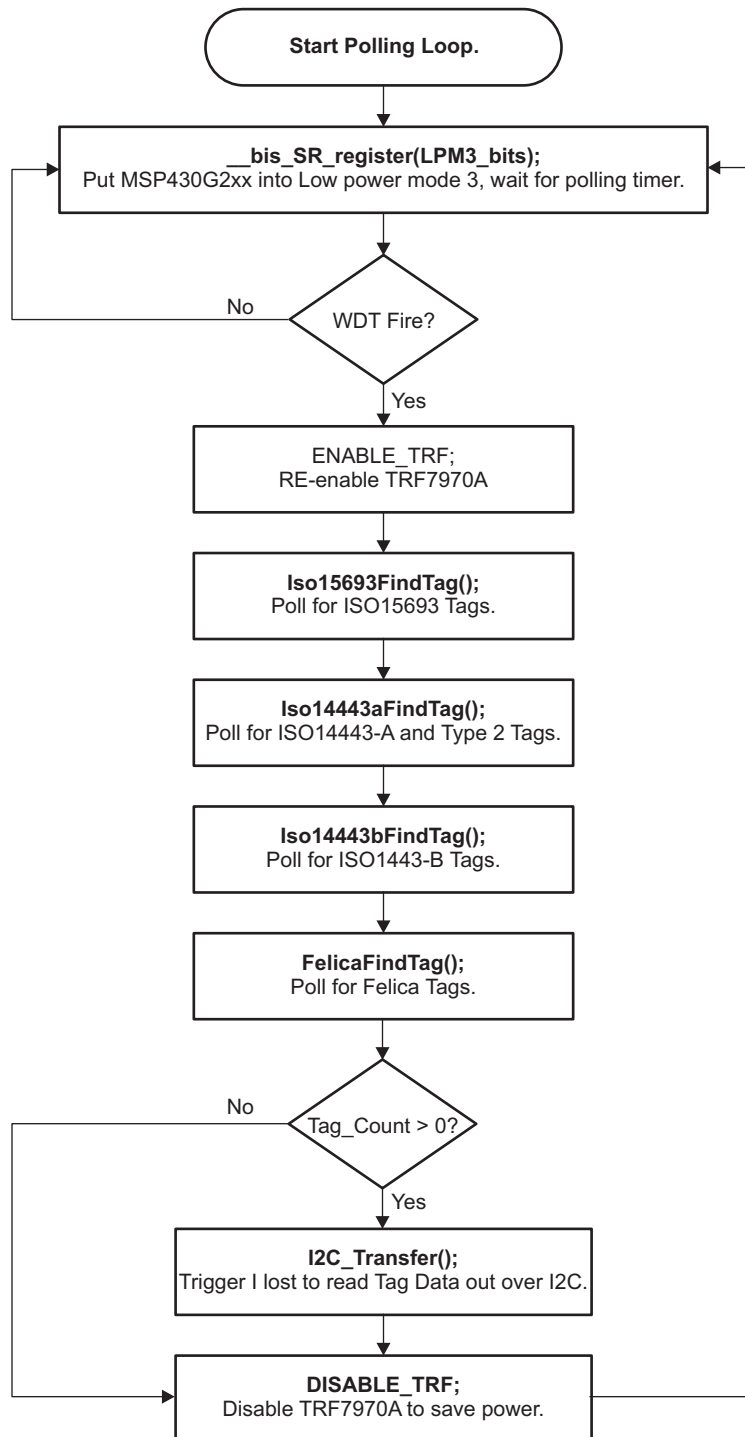 Start Polling Loop.
__bis_SR_register(LPM3_bits);
Put MSP430G2xx into Low power mode 3, wait for polling timer.
No
WDT Fire?
Yes
ENABLE_TRF;
RE-enable TRF7970A
Iso15693FindTag();
Poll for ISO15693 Tags.
Iso14443aFindTag();
Poll for ISO14443-A and Type 2 Tags.
Iso14443bFindTag();
Poll for ISO1443-B Tags.
FelicaFindTag();
Poll for Felica Tags.
No
Tag_Count > 0?
Yes
I2C_Transfer();
Trigger I lost to read Tag Data out over I2C.
DISABLE_TRF;
Disable TRF7970A to save power.